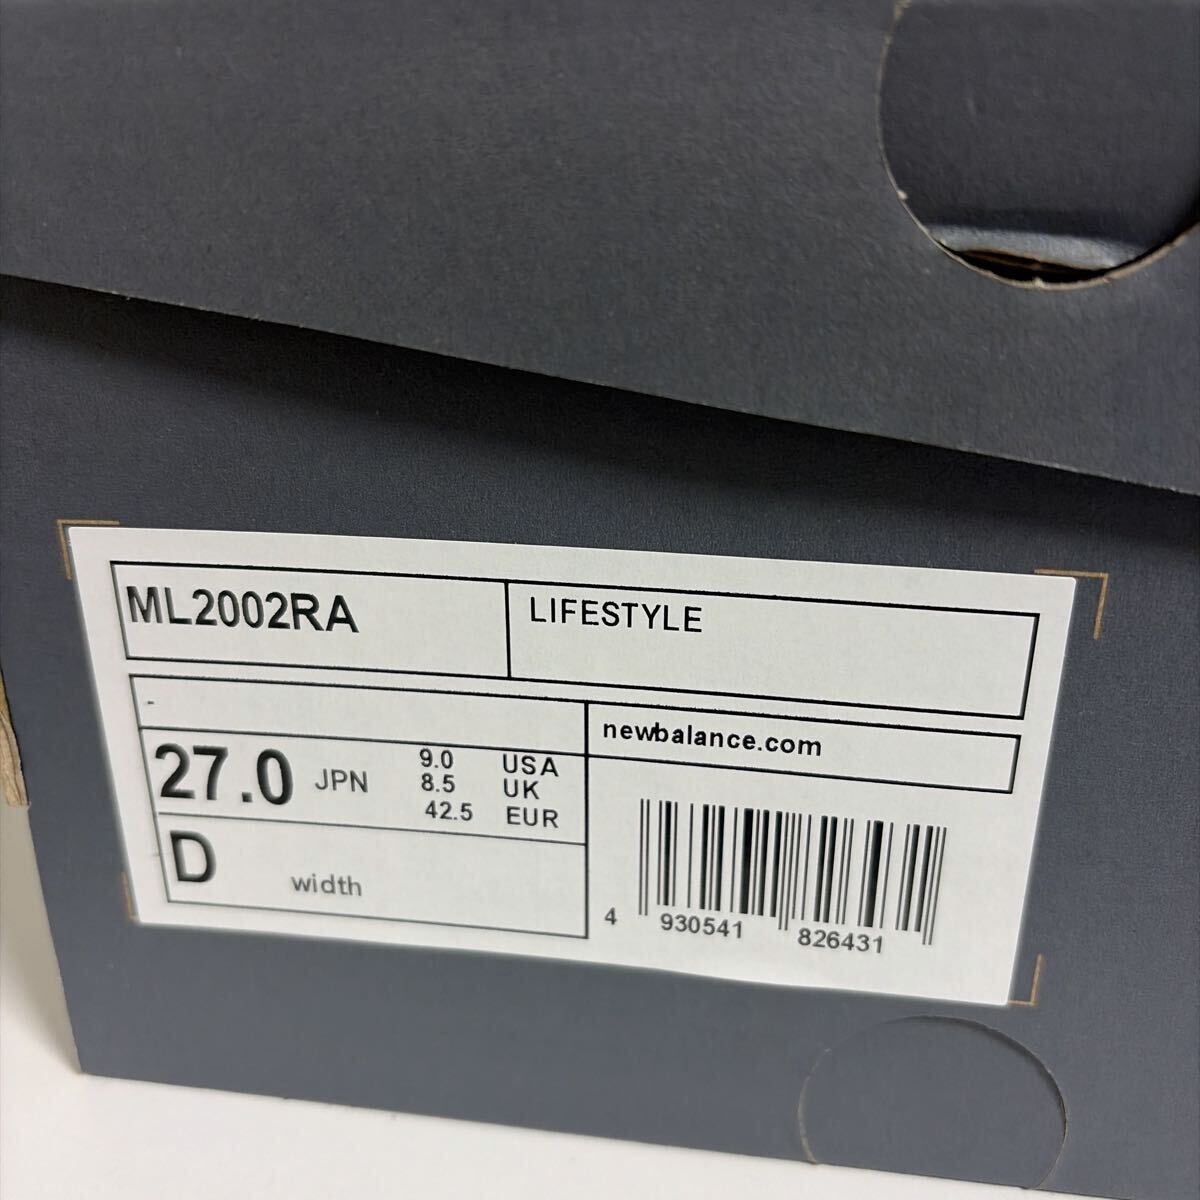 ML2002RA
LIFESTYLE
-
newbalance.com
27.0 JPN
9.0 USA
8.5 UK
42.5 EUR
D width
4 930541 826431